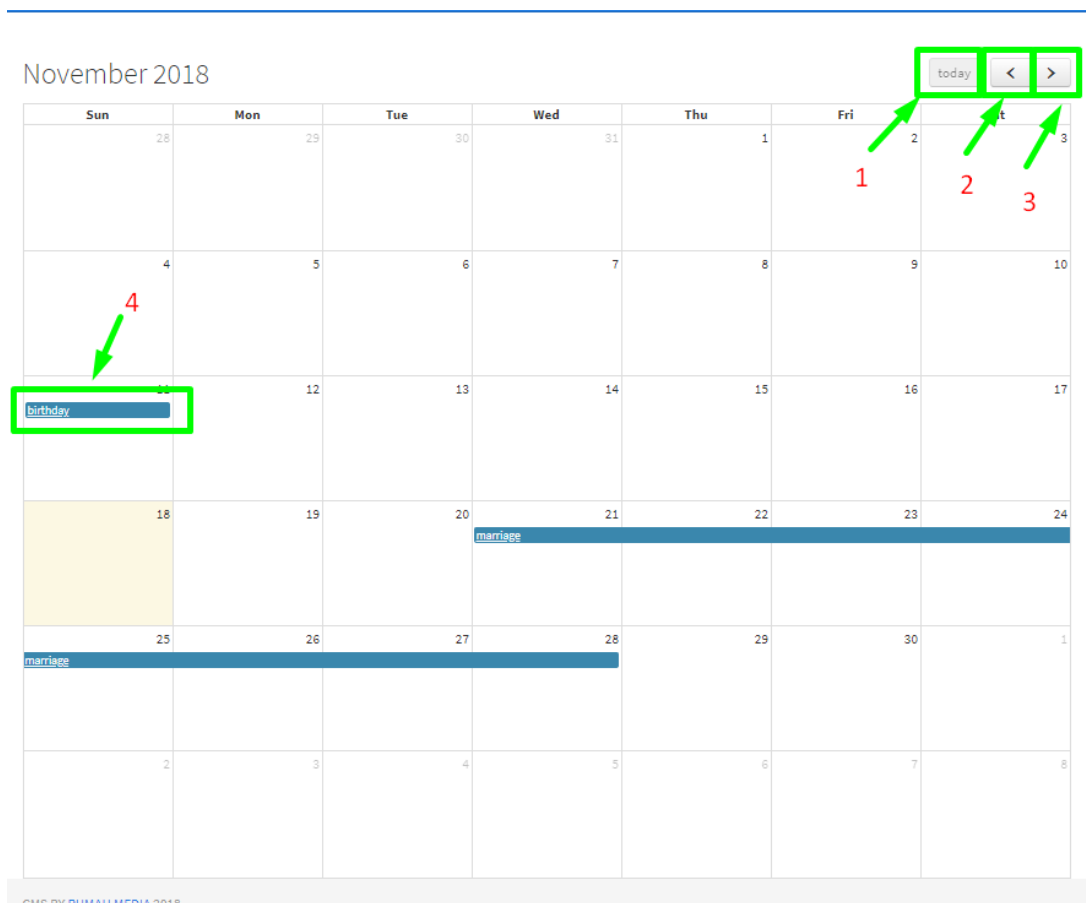 November 2018
today
Sun Mon Tue Wed Thu Fri
28 29 30 31 1 2 3
1 2 3
4 5 6 7 8 9 10
4
12 13 14 15 16 17
birthday
18 19 20 21 22 23 24
marriage
25 26 27 28 29 30 1
marriage
2 3 4 5 6 7 8